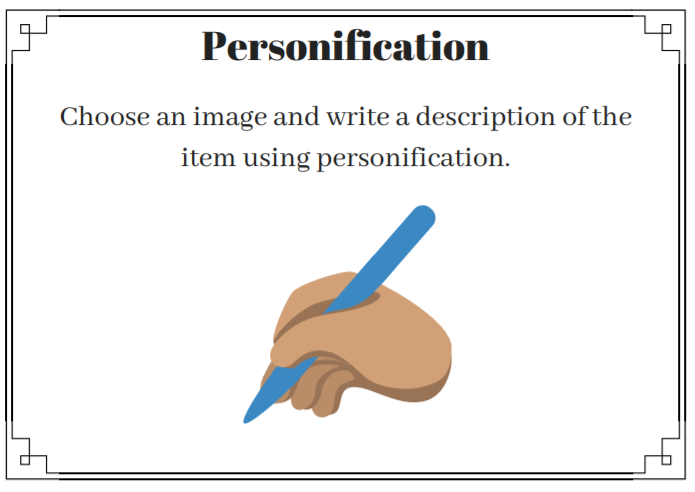 Personification
Choose an image and write a description of the
item using personification.